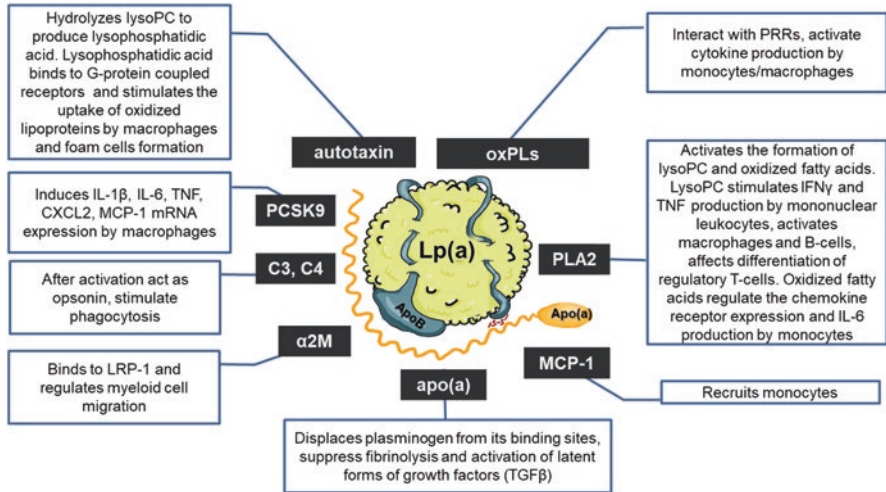 Hydrolyzes lysoPC to
produce lysophosphatidic
acid. Lysophosphatidic acid
binds to G-protein coupled
receptors and stimulates the
uptake of oxidized
lipoproteins by macrophages
and foam cells formation
Interact with PRRs, activate
cytokine production by
monocytes/macrophages
autotaxin
oxPLs
Induces IL-1β, IL-6, TNF,
CXCL2, MCP-1 mRNA
expression by macrophages
PCSK9
Activates the formation of
lysoPC and oxidized fatty acids.
LysoPC stimulates IFNγ and
TNF production by mononuclear
leukocytes, activates
macrophages and B-cells,
affects differentiation of
regulatory T-cells. Oxidized fatty
acids regulate the chemokine
receptor expression and IL-6
production by monocytes
Lp(a)
PLA2
After activation act as
opsonin, stimulate
phagocytosis
C3, C4
ApoB
Apo(a)
α2M
Binds to LRP-1 and
regulates myeloid cell
migration
MCP-1
Recruits monocytes
apo(a)
Displaces plasminogen from its binding sites,
suppress fibrinolysis and activation of latent
forms of growth factors (TGFβ)